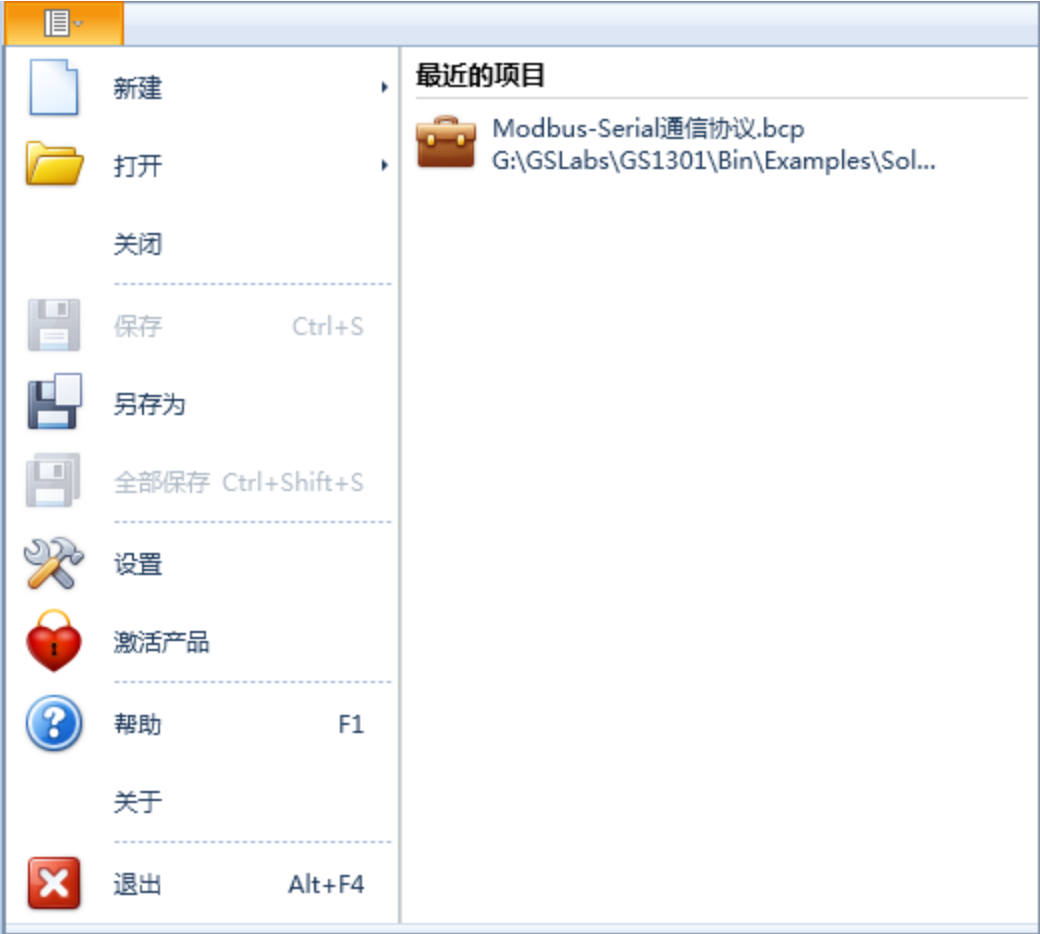 新建
打开
关闭
保存 Ctrl+S
另存为
全部保存 Ctrl+Shift+S
设置
激活产品
帮助 F1
关于
退出 Alt+F4
最近的项目
Modbus-Serial通信协议.bcp
G:\GSLabs\GS1301\Bin\Examples\Sol...